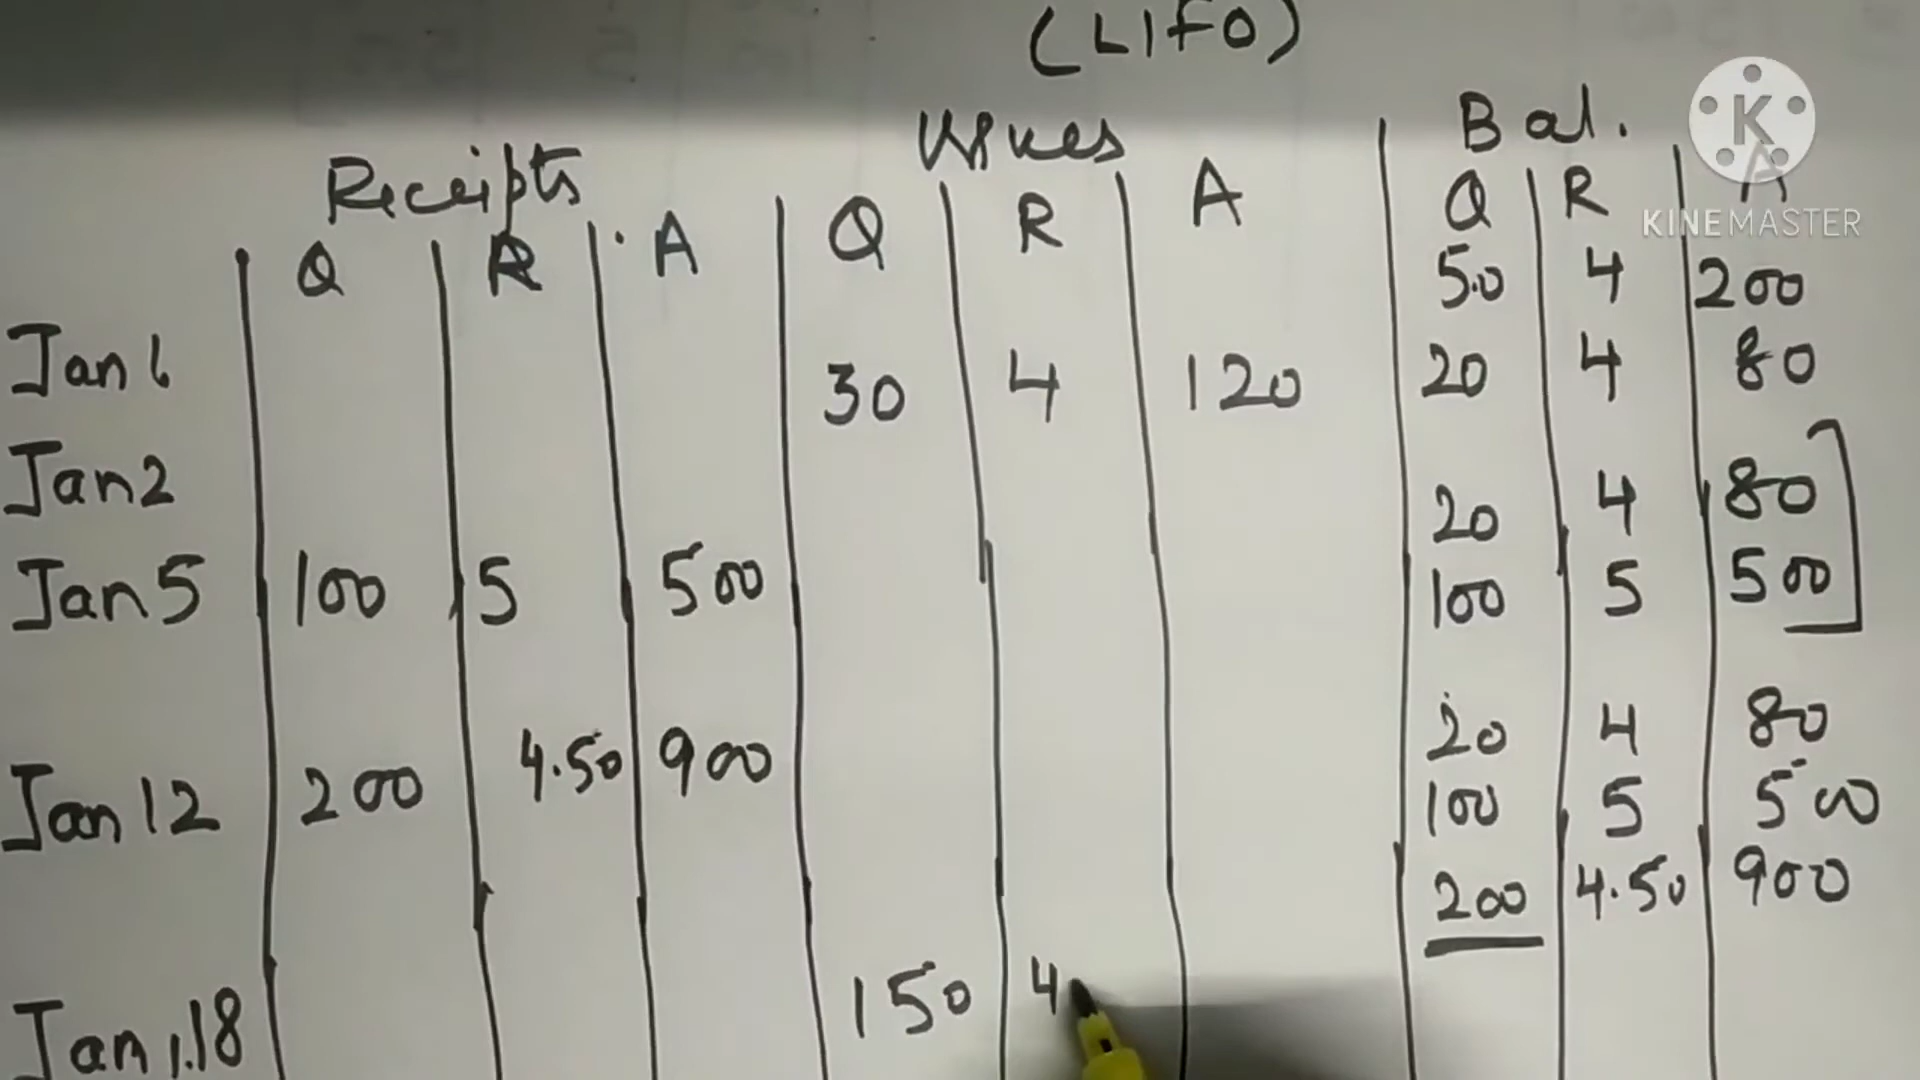 (LIFO)
Receipts Issues Bal.
Q R A Q R A Q R A
50 4 200
Jan 1 30 4 120 20 4 80
Jan 2
20 4 80
Jan 5 100 5 500 100 5 500
20 4 80
Jan 12 200 4.50 900 100 5 500
200 4.50 900
Jan 18 150 4
K
KINEMASTER